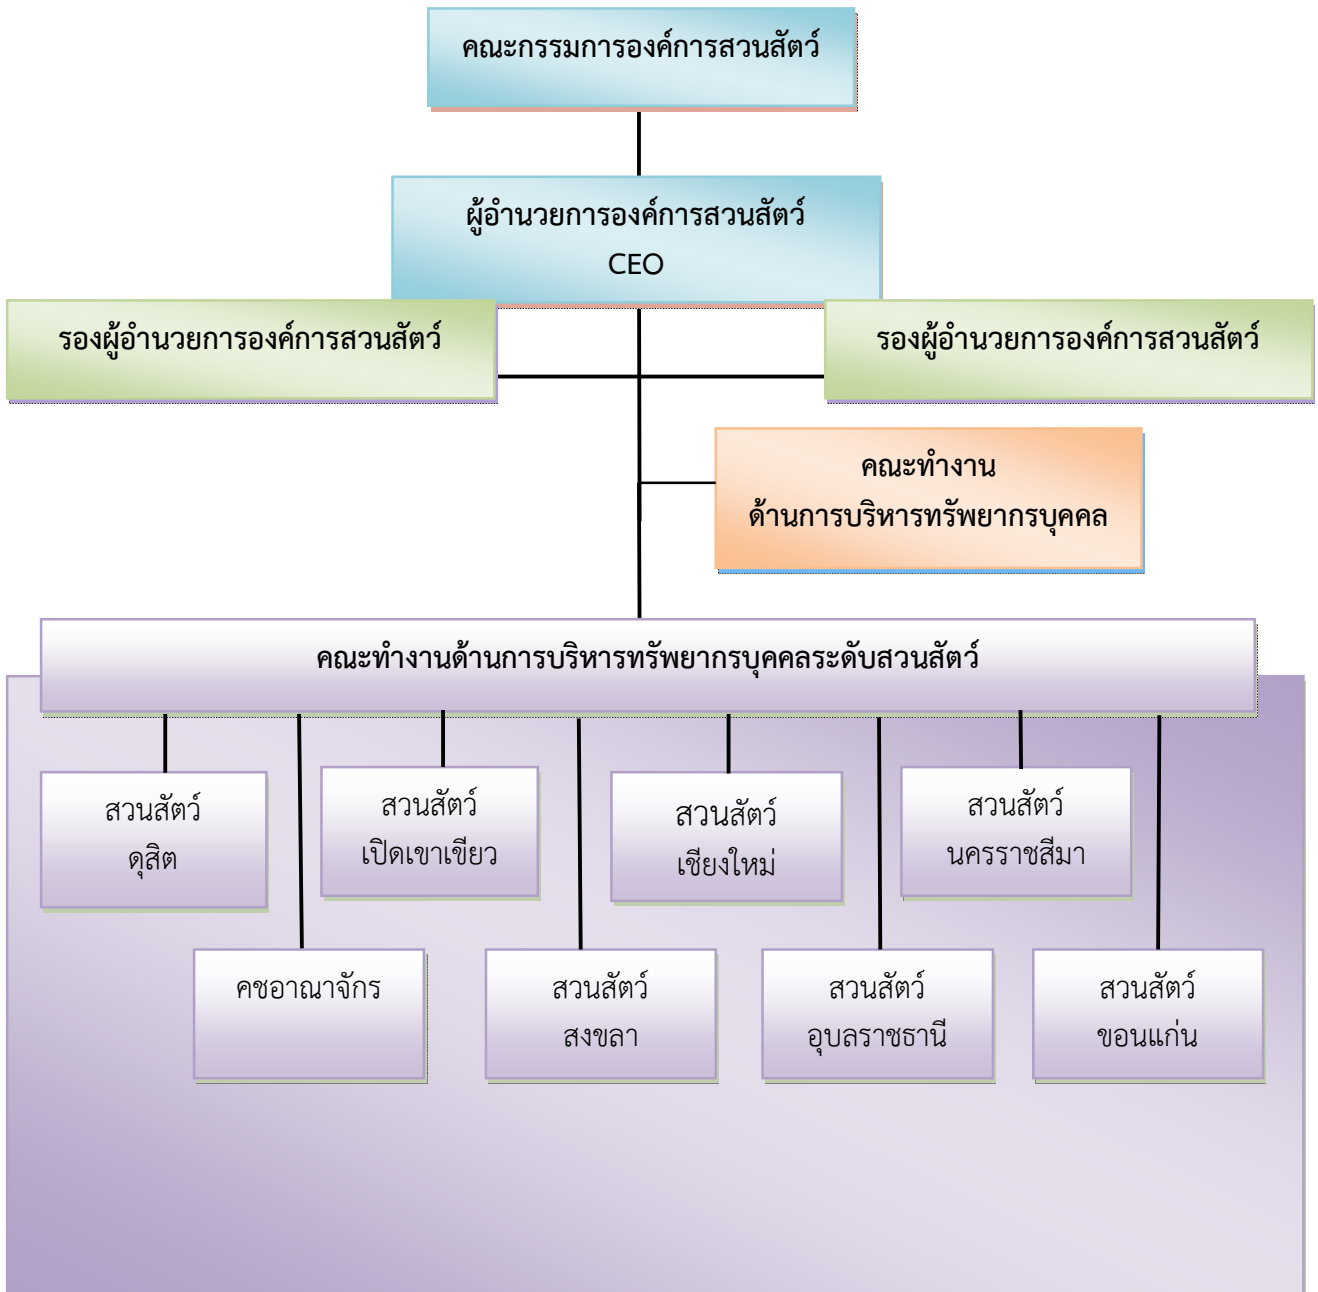 คณะกรรมการองค์การสวนสัตว์
ผู้อำนวยการองค์การสวนสัตว์
CEO
รองผู้อำนวยการองค์การสวนสัตว์
รองผู้อำนวยการองค์การสวนสัตว์
คณะทำงาน
ด้านการบริหารทรัพยากรบุคคล
คณะทำงานด้านการบริหารทรัพยากรบุคคลระดับสวนสัตว์
สวนสัตว์
ดุสิต
สวนสัตว์
เปิดเขาเขียว
สวนสัตว์
เชียงใหม่
สวนสัตว์
นครราชสีมา
คชอาณาจักร
สวนสัตว์
สงขลา
สวนสัตว์
อุบลราชธานี
สวนสัตว์
ขอนแก่น